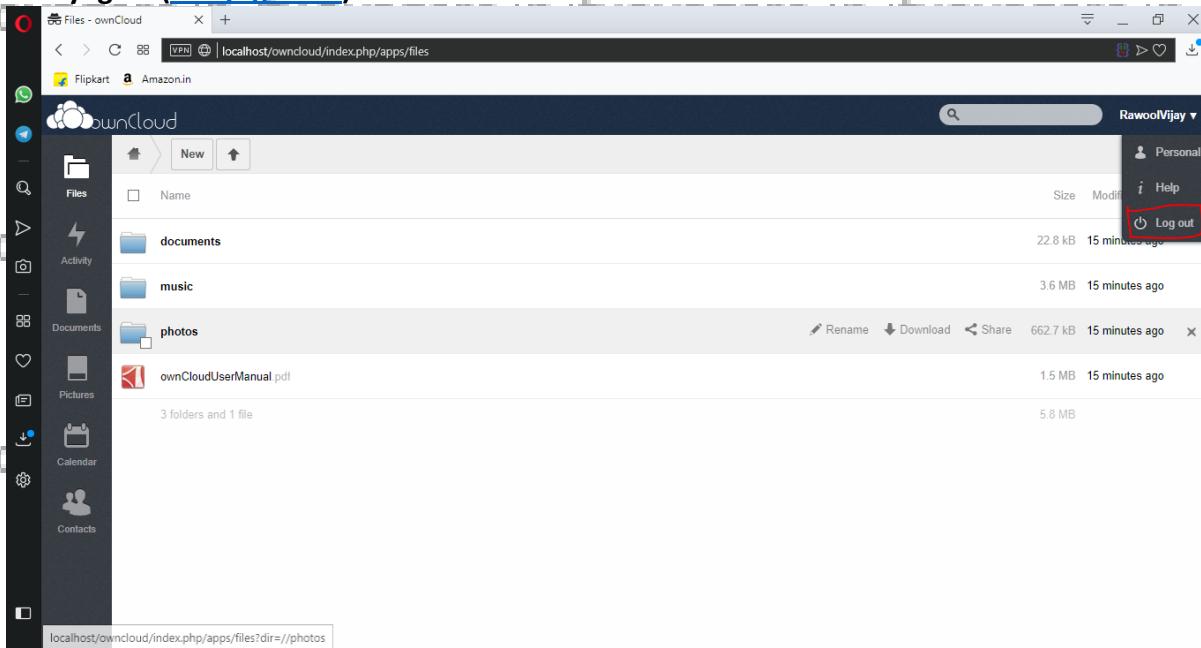 Files - ownCloud
VPN localhost/owncloud/index.php/apps/files
Flipkart a Amazon.in
ownCloud
RawoolVijay
New
Personal
Files
Name
Size
Help
Log out
documents
22.8 kB
15
Activity
music
3.6 MB
15 minutes ago
Documents
photos
Rename
Download
Share
662.7 kB
15 minutes ago
ownCloudUserManual.pdf
1.5 MB
15 minutes ago
Pictures
3 folders and 1 file
5.8 MB
Calendar
Contacts
localhost/owncloud/index.php/apps/files?dir=//photos